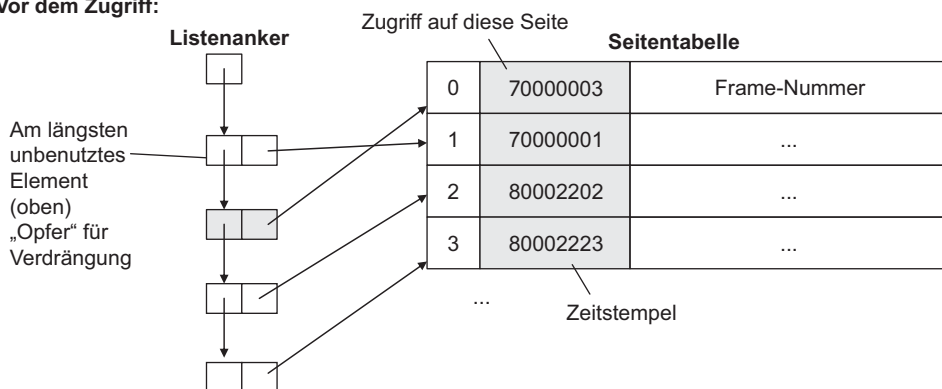 Vor dem Zugriff:
Zugriff auf diese Seite
Listenanker
Seitentabelle
0 70000003 Frame-Nummer
1 70000001 ...
2 80002202 ...
3 80002223 ...
...
Am längsten
unbenutztes
Element
(oben)
„Opfer“ für
Verdrängung
Zeitstempel